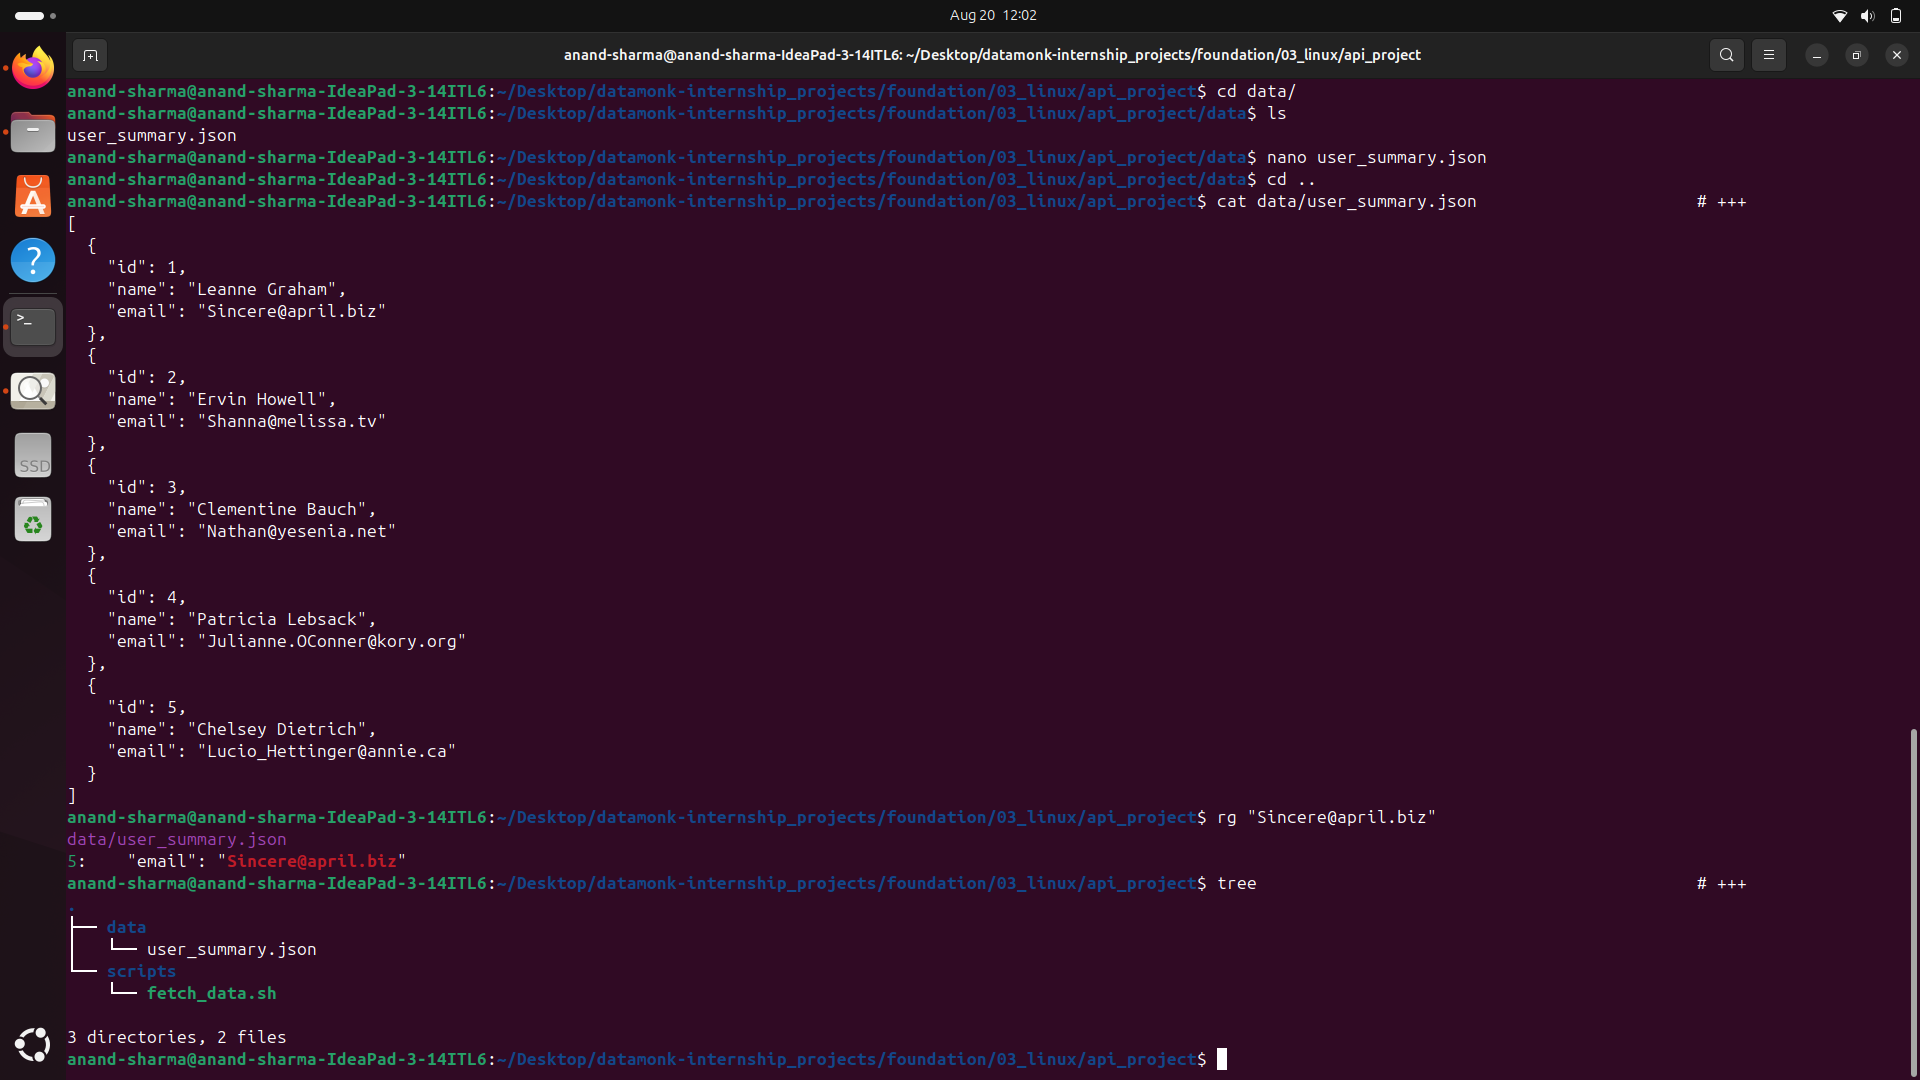 Aug 20 12:02
anand-sharma@anand-sharma-IdeaPad-3-14ITL6: ~/Desktop/datamonk-internship_projects/foundation/03_linux/api_project
anand-sharma@anand-sharma-IdeaPad-3-14ITL6:~/Desktop/datamonk-internship_projects/foundation/03_linux/api_project$ cd data/
anand-sharma@anand-sharma-IdeaPad-3-14ITL6:~/Desktop/datamonk-internship_projects/foundation/03_linux/api_project/data$ ls
user_summary.json
anand-sharma@anand-sharma-IdeaPad-3-14ITL6:~/Desktop/datamonk-internship_projects/foundation/03_linux/api_project/data$ nano user_summary.json
anand-sharma@anand-sharma-IdeaPad-3-14ITL6:~/Desktop/datamonk-internship_projects/foundation/03_linux/api_project/data$ cd ..
anand-sharma@anand-sharma-IdeaPad-3-14ITL6:~/Desktop/datamonk-internship_projects/foundation/03_linux/api_project$ cat data/user_summary.json # +++
[
  {
    "id": 1,
    "name": "Leanne Graham",
    "email": "Sincere@april.biz"
  },
  {
    "id": 2,
    "name": "Ervin Howell",
    "email": "Shanna@melissa.tv"
  },
  {
    "id": 3,
    "name": "Clementine Bauch",
    "email": "Nathan@yesenia.net"
  },
  {
    "id": 4,
    "name": "Patricia Lebsack",
    "email": "Julianne.OConner@kory.org"
  },
  {
    "id": 5,
    "name": "Chelsey Dietrich",
    "email": "Lucio_Hettinger@annie.ca"
  }
]
anand-sharma@anand-sharma-IdeaPad-3-14ITL6:~/Desktop/datamonk-internship_projects/foundation/03_linux/api_project$ rg "Sincere@april.biz"
data/user_summary.json
5:    "email": "Sincere@april.biz"
anand-sharma@anand-sharma-IdeaPad-3-14ITL6:~/Desktop/datamonk-internship_projects/foundation/03_linux/api_project$ tree # +++
.
├── data
│   └── user_summary.json
└── scripts
    └── fetch_data.sh
3 directories, 2 files
anand-sharma@anand-sharma-IdeaPad-3-14ITL6:~/Desktop/datamonk-internship_projects/foundation/03_linux/api_project$
SSD